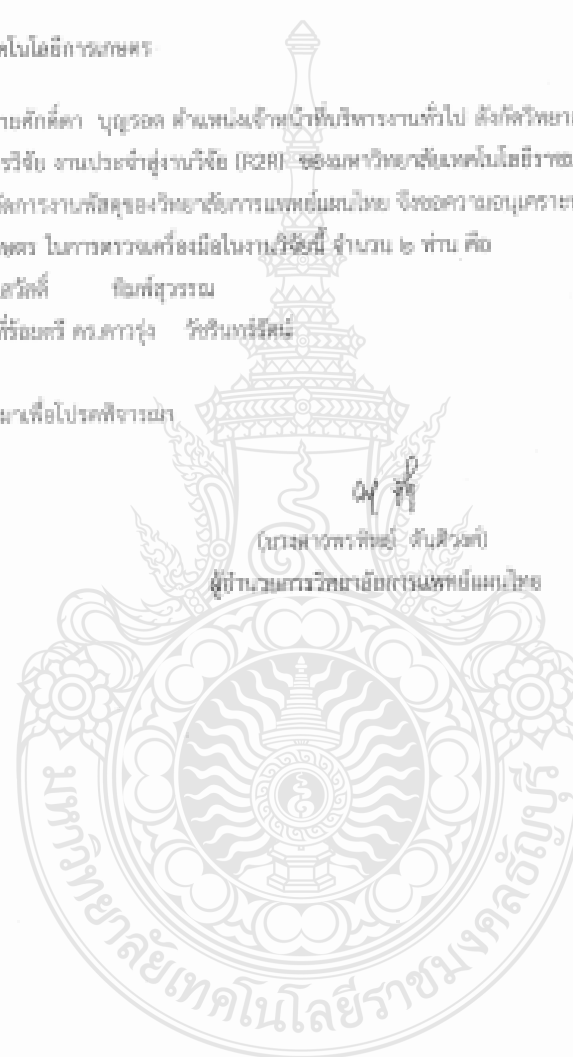 คโนโลยีการเกษตร
ายศักดิ์ดา บุญรอด ตำแหน่งเจ้าหน้าที่บริหารงานทั่วไป สังกัดวิทยา
ารวิจัย งานประจำสู่งานวิจัย (R2R) ของมหาวิทยาลัยเทคโนโลยีราชม
จัดการงานพัสดุของวิทยาลัยการแพทย์แผนไทย จึงขอความอนุเคราะห์
กษตร ในการตรวจเครื่องมือในงานวิจัยนี้ จำนวน ๒ ท่าน คือ
สวัสดิ์ พิมพ์สุวรรณ
ที่ร้อยตรี ดร.ดาวรุ่ง วัชรินทร์รัตน์
มาเพื่อโปรดพิจารณา
(นางสาวพรทิพย์ ตันติวงศ์)
ผู้อำนวยการวิทยาลัยการแพทย์แผนไทย
มหาวิทยาลัยเทคโนโลยีราชมงคลธัญบุรี